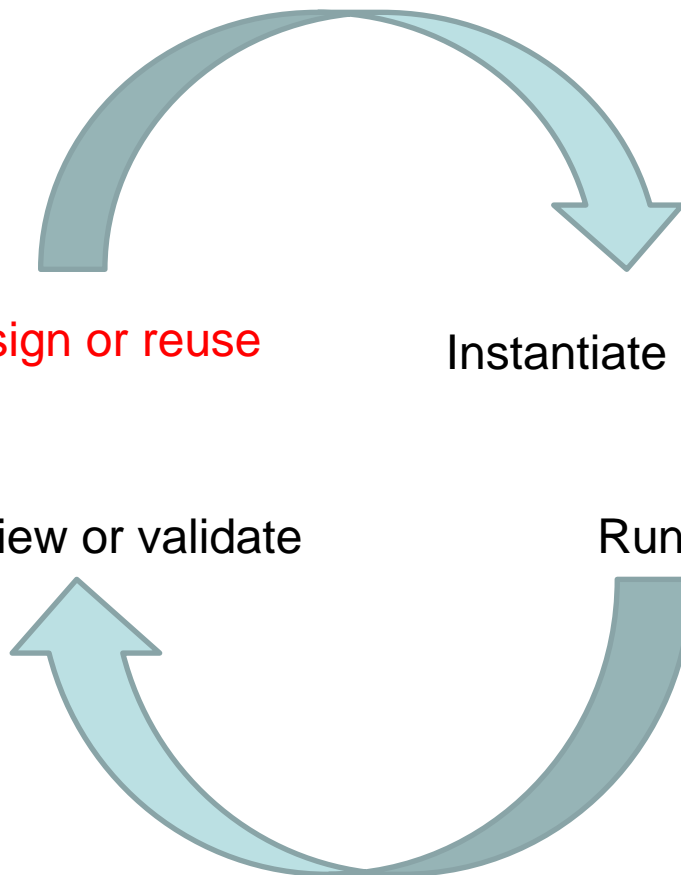 sign or reuse
Instantiate
iew or validate
Run